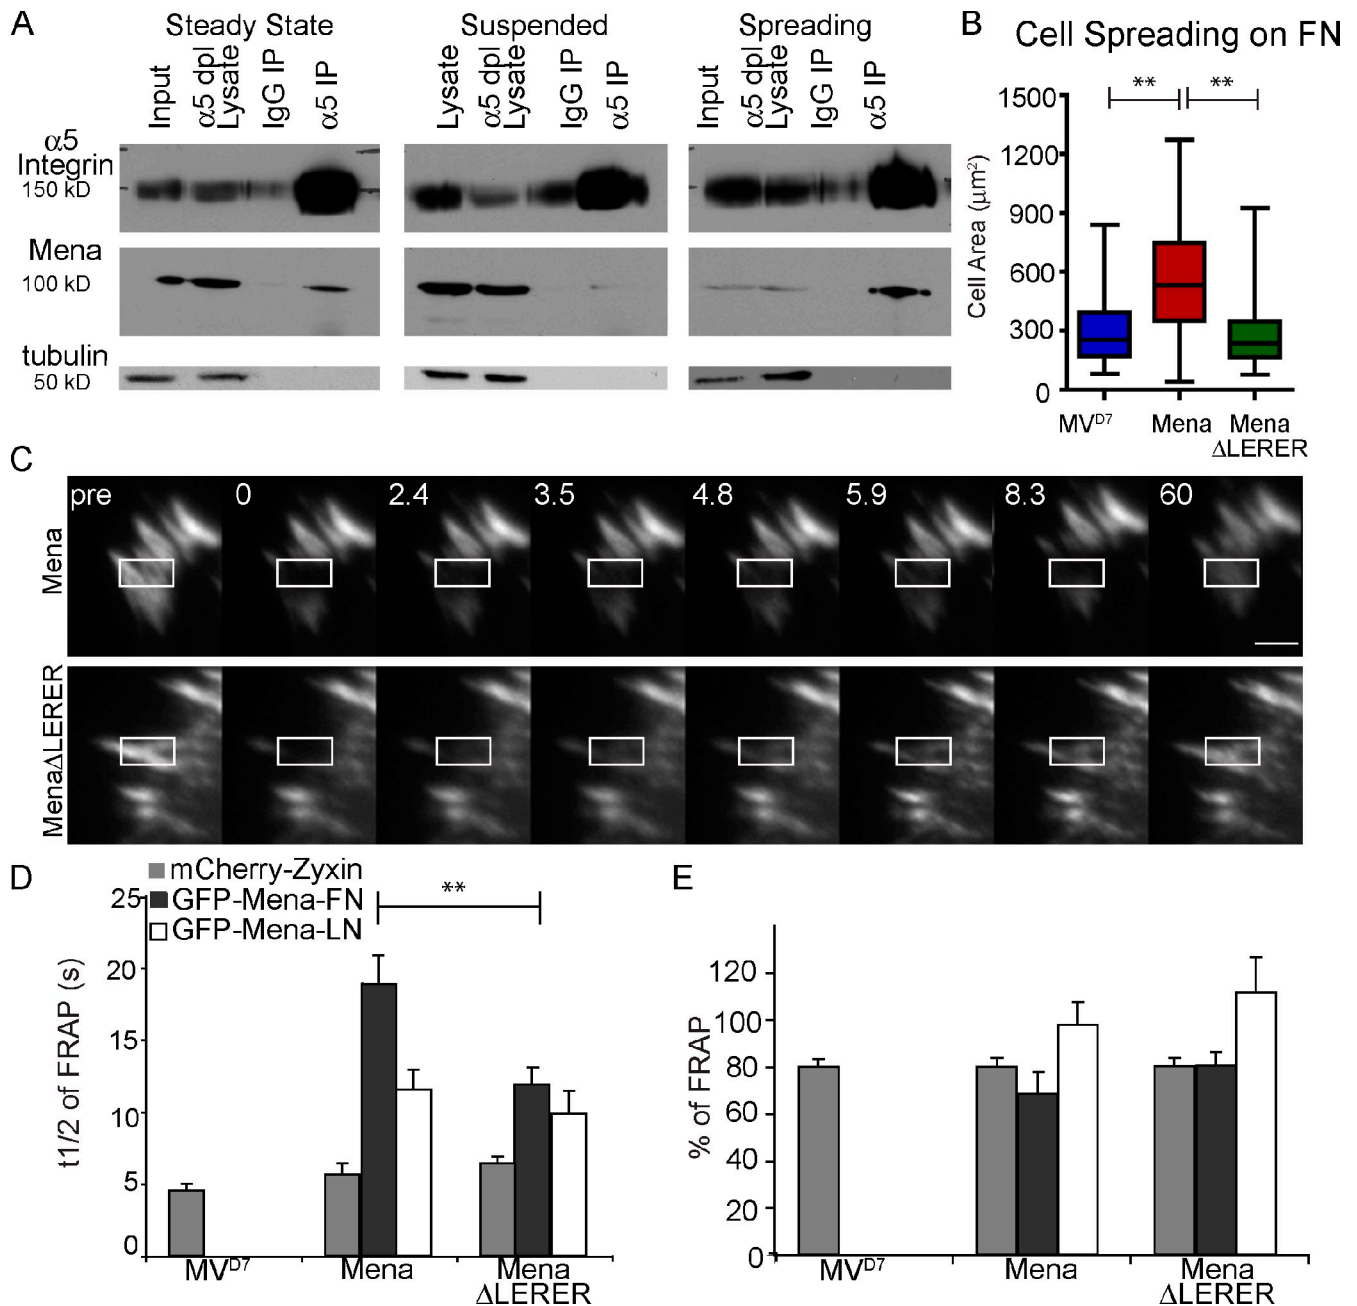 A
Steady State
Suspended
Spreading
Input
α5 dpl
Lysate
IgG IP
α5 IP
Lysate
α5 dpl
Lysate
IgG IP
α5 IP
Input
α5 dpl
Lysate
IgG IP
α5 IP
α5
Integrin
150 kD
Mena
100 kD
tubulin
50 kD
B
Cell Spreading on FN
** **
Cell Area (μm²)
1500
1200
900
600
300
0
MVᴰ⁷ Mena Mena
ΔLERER
C
pre 0 2.4 3.5 4.8 5.9 8.3 60
Mena
MenaΔLERER
D
mCherry-Zyxin
GFP-Mena-FN
GFP-Mena-LN
**
t1/2 of FRAP (s)
25
20
15
10
5
0
MVᴰ⁷ Mena Mena
ΔLERER
E
% of FRAP
120
100
80
60
40
20
0
MVᴰ⁷ Mena Mena
ΔLERER